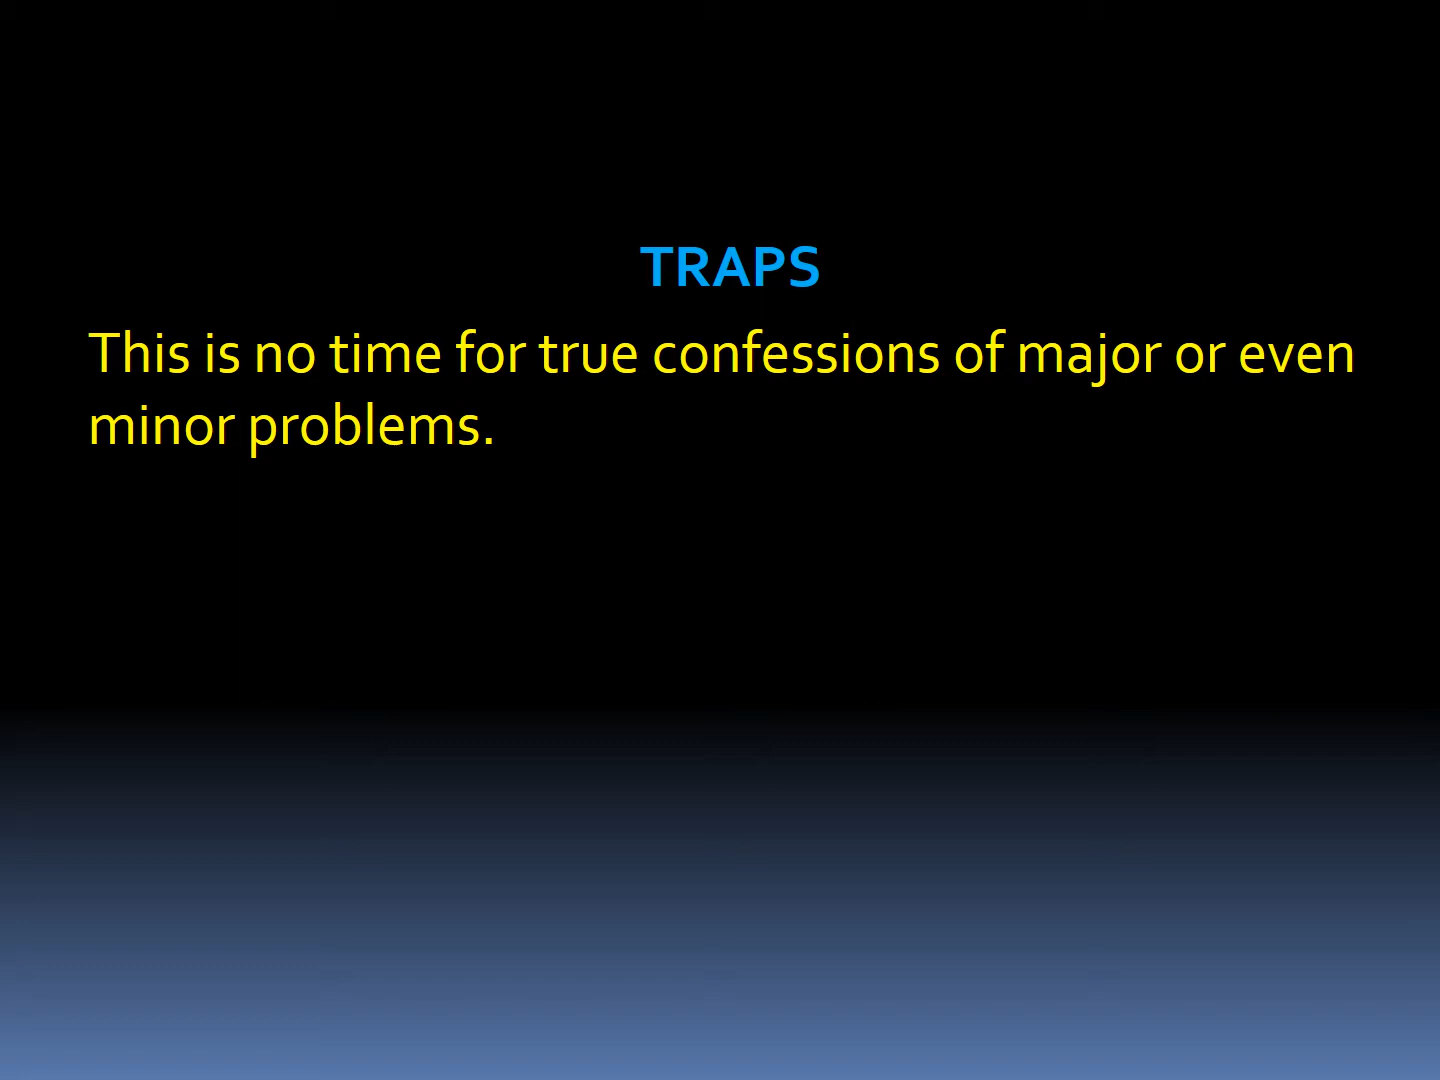 TRAPS
This is no time for true confessions of major or even
minor problems.